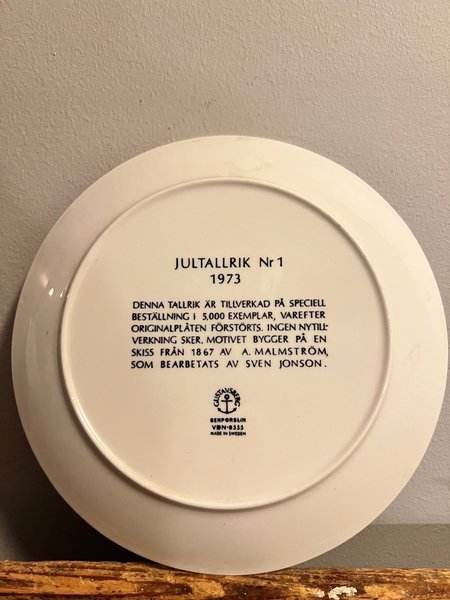 JULTALLRIK Nr 1
1973
DENNA TALLRIK ÄR TILLVERKAD PÅ SPECIELL
BESTÄLLNING I 5,000 EXEMPLAR, VAREFTER
ORIGINALPLÅTEN FÖRSTÖRTS. INGEN NYTILL-
VERKNING SKER. MOTIVET BYGGER PÅ EN
SKISS FRÅN 1867 AV A. MALMSTRÖM,
SOM BEARBETATS AV SVEN JONSON.
GUSTAVSBERG
BENPORSLIN
VDN-B353
MADE IN SWEDEN